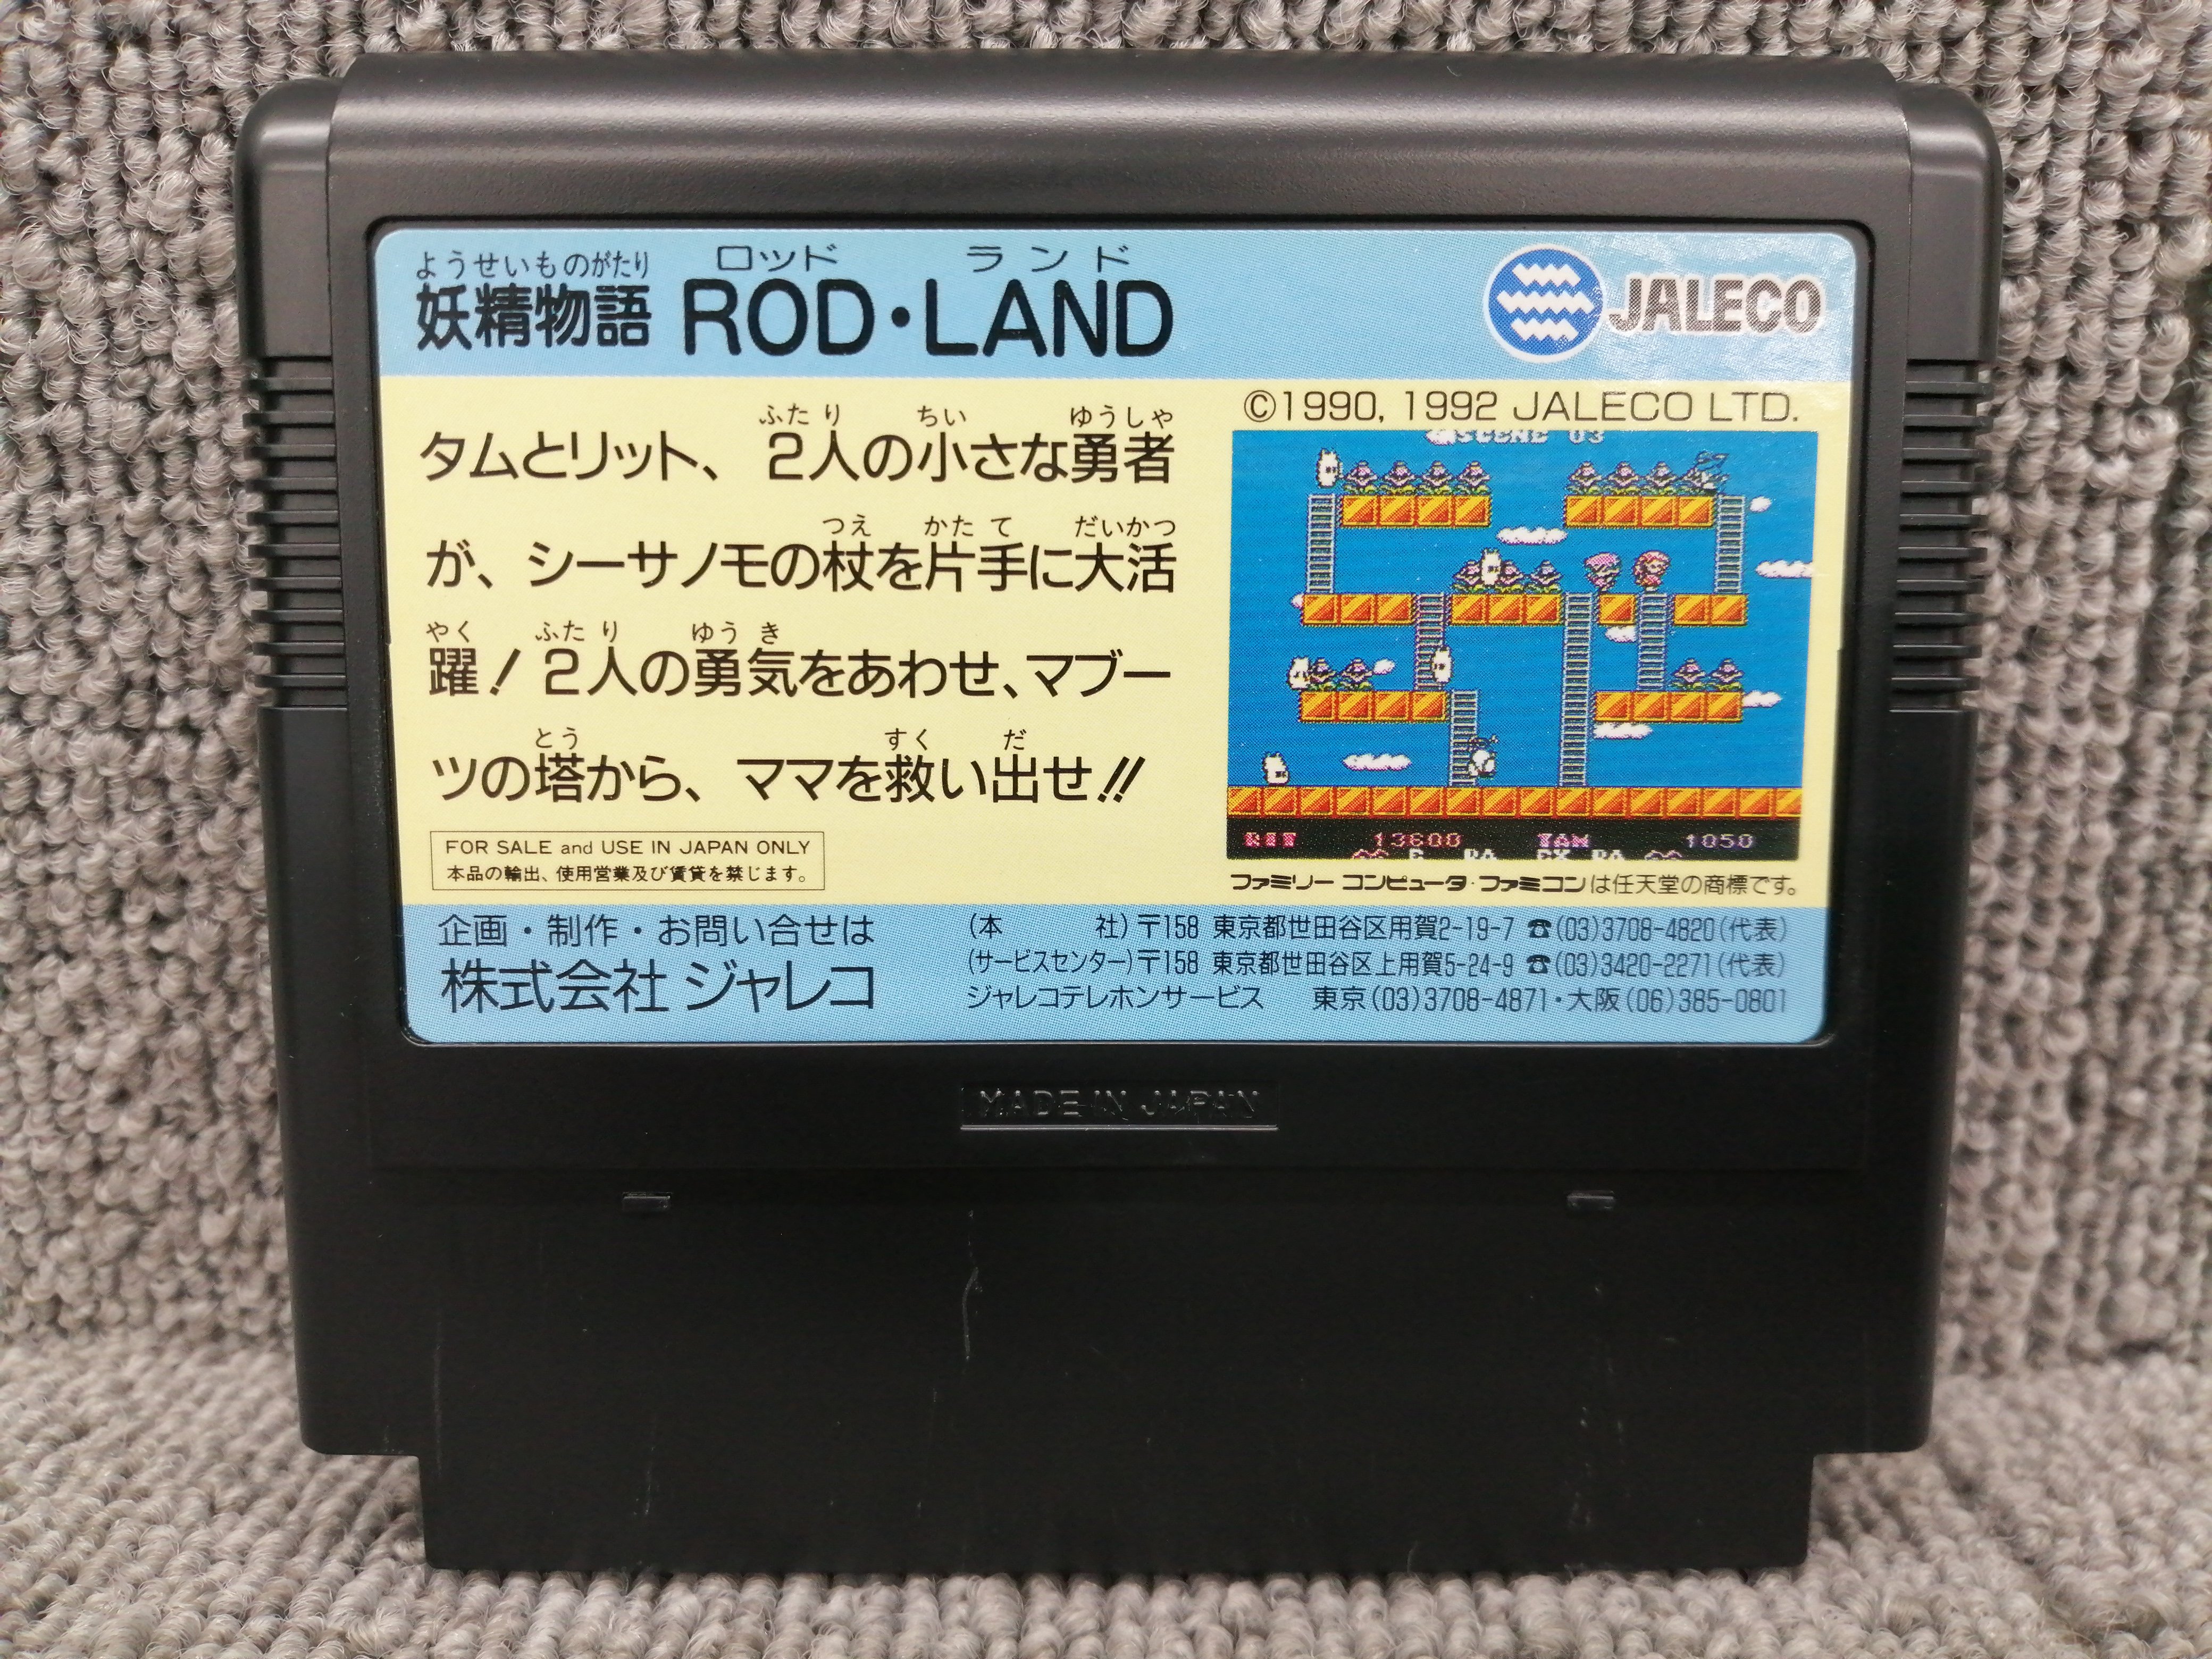 ようせいものがたり ロッド ランド
妖精物語 ROD・LAND
JALECO
©1990, 1992 JALECO LTD.
ふたり ちい ゆうしゃ
タムとリット、2人の小さな勇者
つえ かた て だいかつ
が、シーサノモの杖を片手に大活
やく ふたり ゆうき
躍!2人の勇気をあわせ、マブー
とう すく だ
ツの塔から、ママを救い出せ!!
SCENE 03
RIT 13600 TAM 1050
FOR SALE and USE IN JAPAN ONLY
本品の輸出、使用営業及び賃貸を禁じます。
ファミリー コンピュータ・ファミコンは任天堂の商標です。
企画・制作・お問い合せは
株式会社 ジャレコ
(本 社)〒158 東京都世田谷区用賀2-19-7 ☎(03)3708-4820(代表)
(サービスセンター)〒158 東京都世田谷区上用賀5-24-9 ☎(03)3420-2271(代表)
ジャレコテレホンサービス 東京(03)3708-4871・大阪(06)385-0801
MADE IN JAPAN